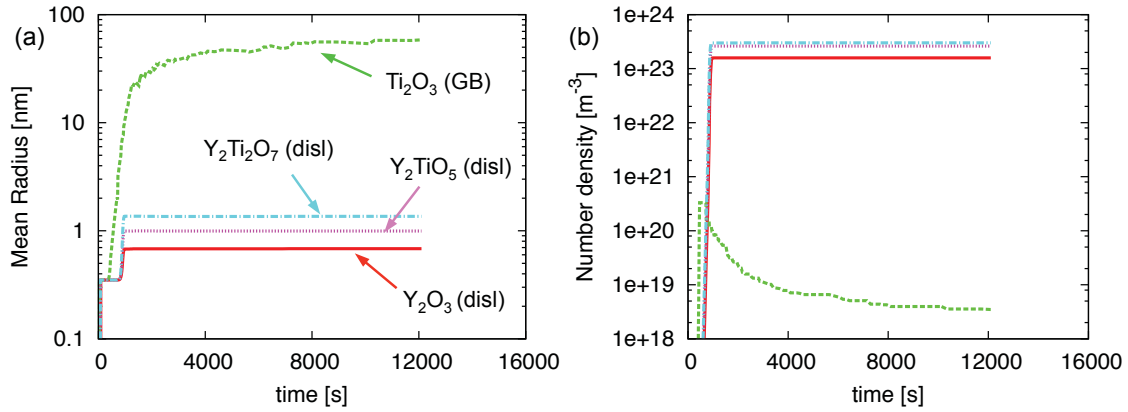 (a)
Mean Radius [nm]
100
10
1
0.1
0
4000
8000
12000
16000
time [s]
Ti₂O₃ (GB)
Y₂Ti₂O₇ (disl)
Y₂TiO₅ (disl)
Y₂O₃ (disl)
(b)
Number density [m⁻³]
1e+24
1e+23
1e+22
1e+21
1e+20
1e+19
1e+18
0
4000
8000
12000
16000
time [s]